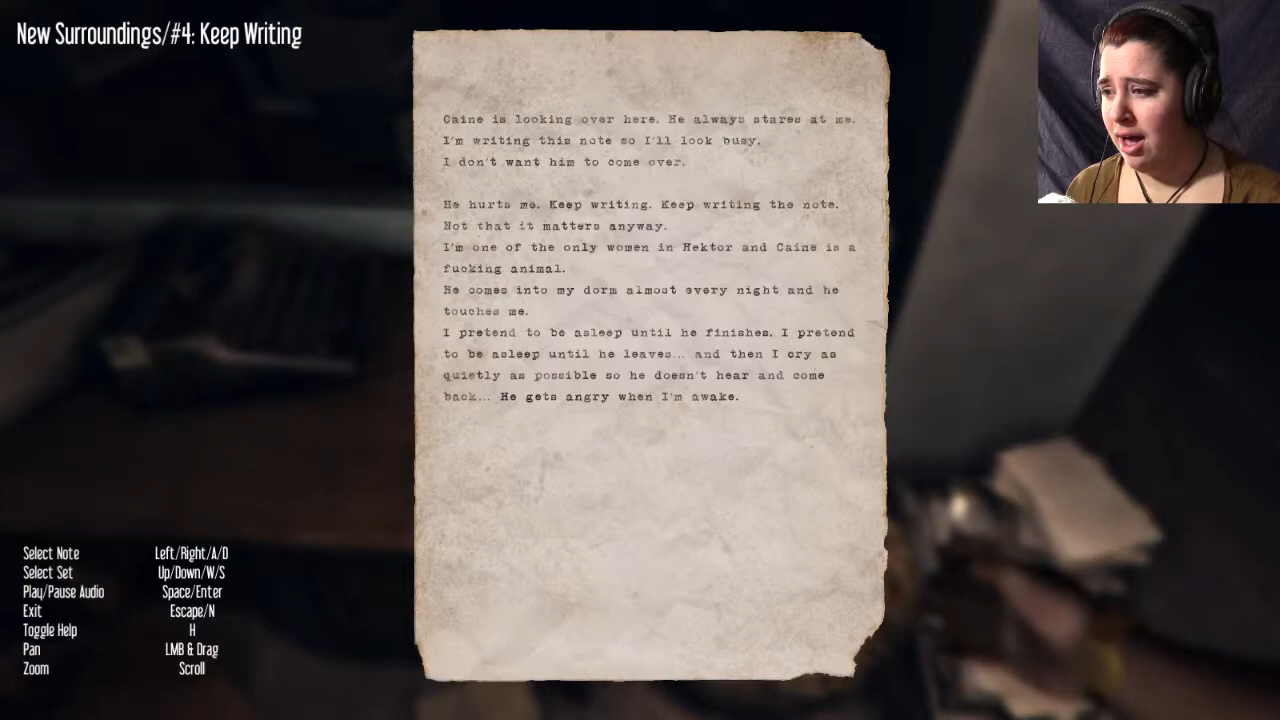 New Surroundings/#4: Keep Writing
Caine is looking over here. He always stares at me.
I'm writing this note so I'll look busy.
I don't want him to come over.
He hurts me. Keep writing. Keep writing the note.
Not that it matters anyway.
I'm one of the only women in Hektor and Caine is a
fucking animal.
He comes into my dorm almost every night and he
touches me.
I pretend to be asleep until he finishes. I pretend
to be asleep until he leaves... and then I cry as
quietly as possible so he doesn't hear and come
back... He gets angry when I'm awake.
Select Note Left/Right/A/D
Select Set Up/Down/W/S
Play/Pause Audio Space/Enter
Exit Escape/N
Toggle Help H
Pan LMB & Drag
Zoom Scroll